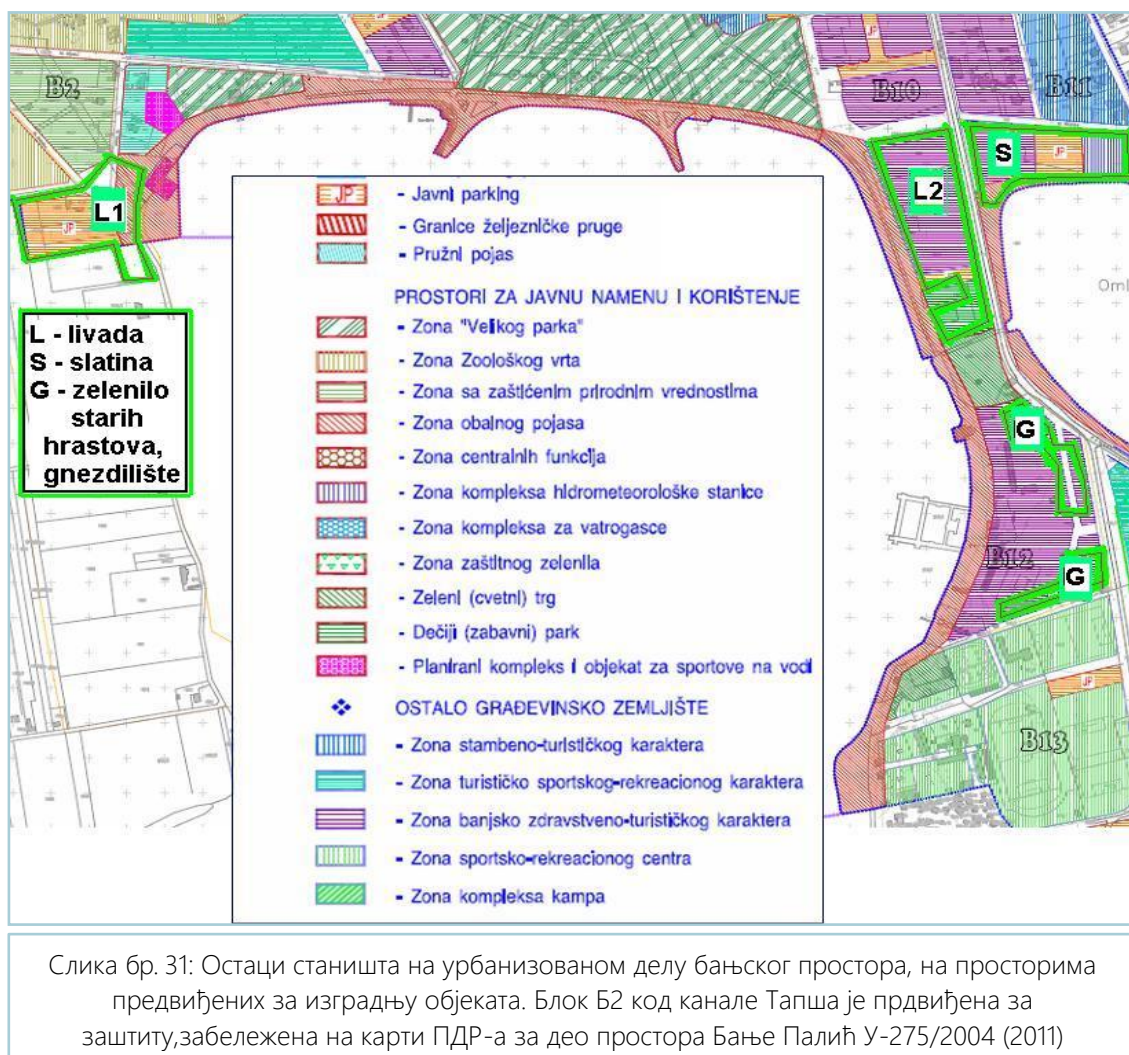 B2
JP
B10
B11
S
JP
L2
L1
JP
Oml
L - livada
S - slatina
G - zelenilo
starih
hrastova,
gnezdilište
JP - Javni parking
- Granice željezničke pruge
- Pružni pojas
PROSTORI ZA JAVNU NAMENU I KORIŠTENJE
- Zona "Velikog parka"
- Zona Zoološkog vrta
- Zona sa zaštićenim prirodnim vrednostima
- Zona obalnog pojasa
- Zona centralnih funkcija
- Zona kompleksa hidrometeorološke stanice
- Zona kompleksa za vatrogasce
- Zona zaštitnog zelenila
- Zeleni (cvetni) trg
- Dečiji (zabavni) park
- Planirani kompleks i objekat za sportove na vodi
❖ OSTALO GRAĐEVINSKO ZEMLJIŠTE
- Zona stambeno-turističkog karaktera
- Zona turističko sportskog-rekreacionog karaktera
- Zona banjsko zdravstveno-turističkog karaktera
- Zona sportsko-rekreacionog centra
- Zona kompleksa kampa
G
B12
G
JP
B13
Слика бр. 31: Остаци станишта на урбанизованом делу бањског простора, на просторима
предвиђених за изградњу објеката. Блок Б2 код канале Тапша је прдвиђена за
заштиту,забележена на карти ПДР-а за део простора Бање Палић У-275/2004 (2011)